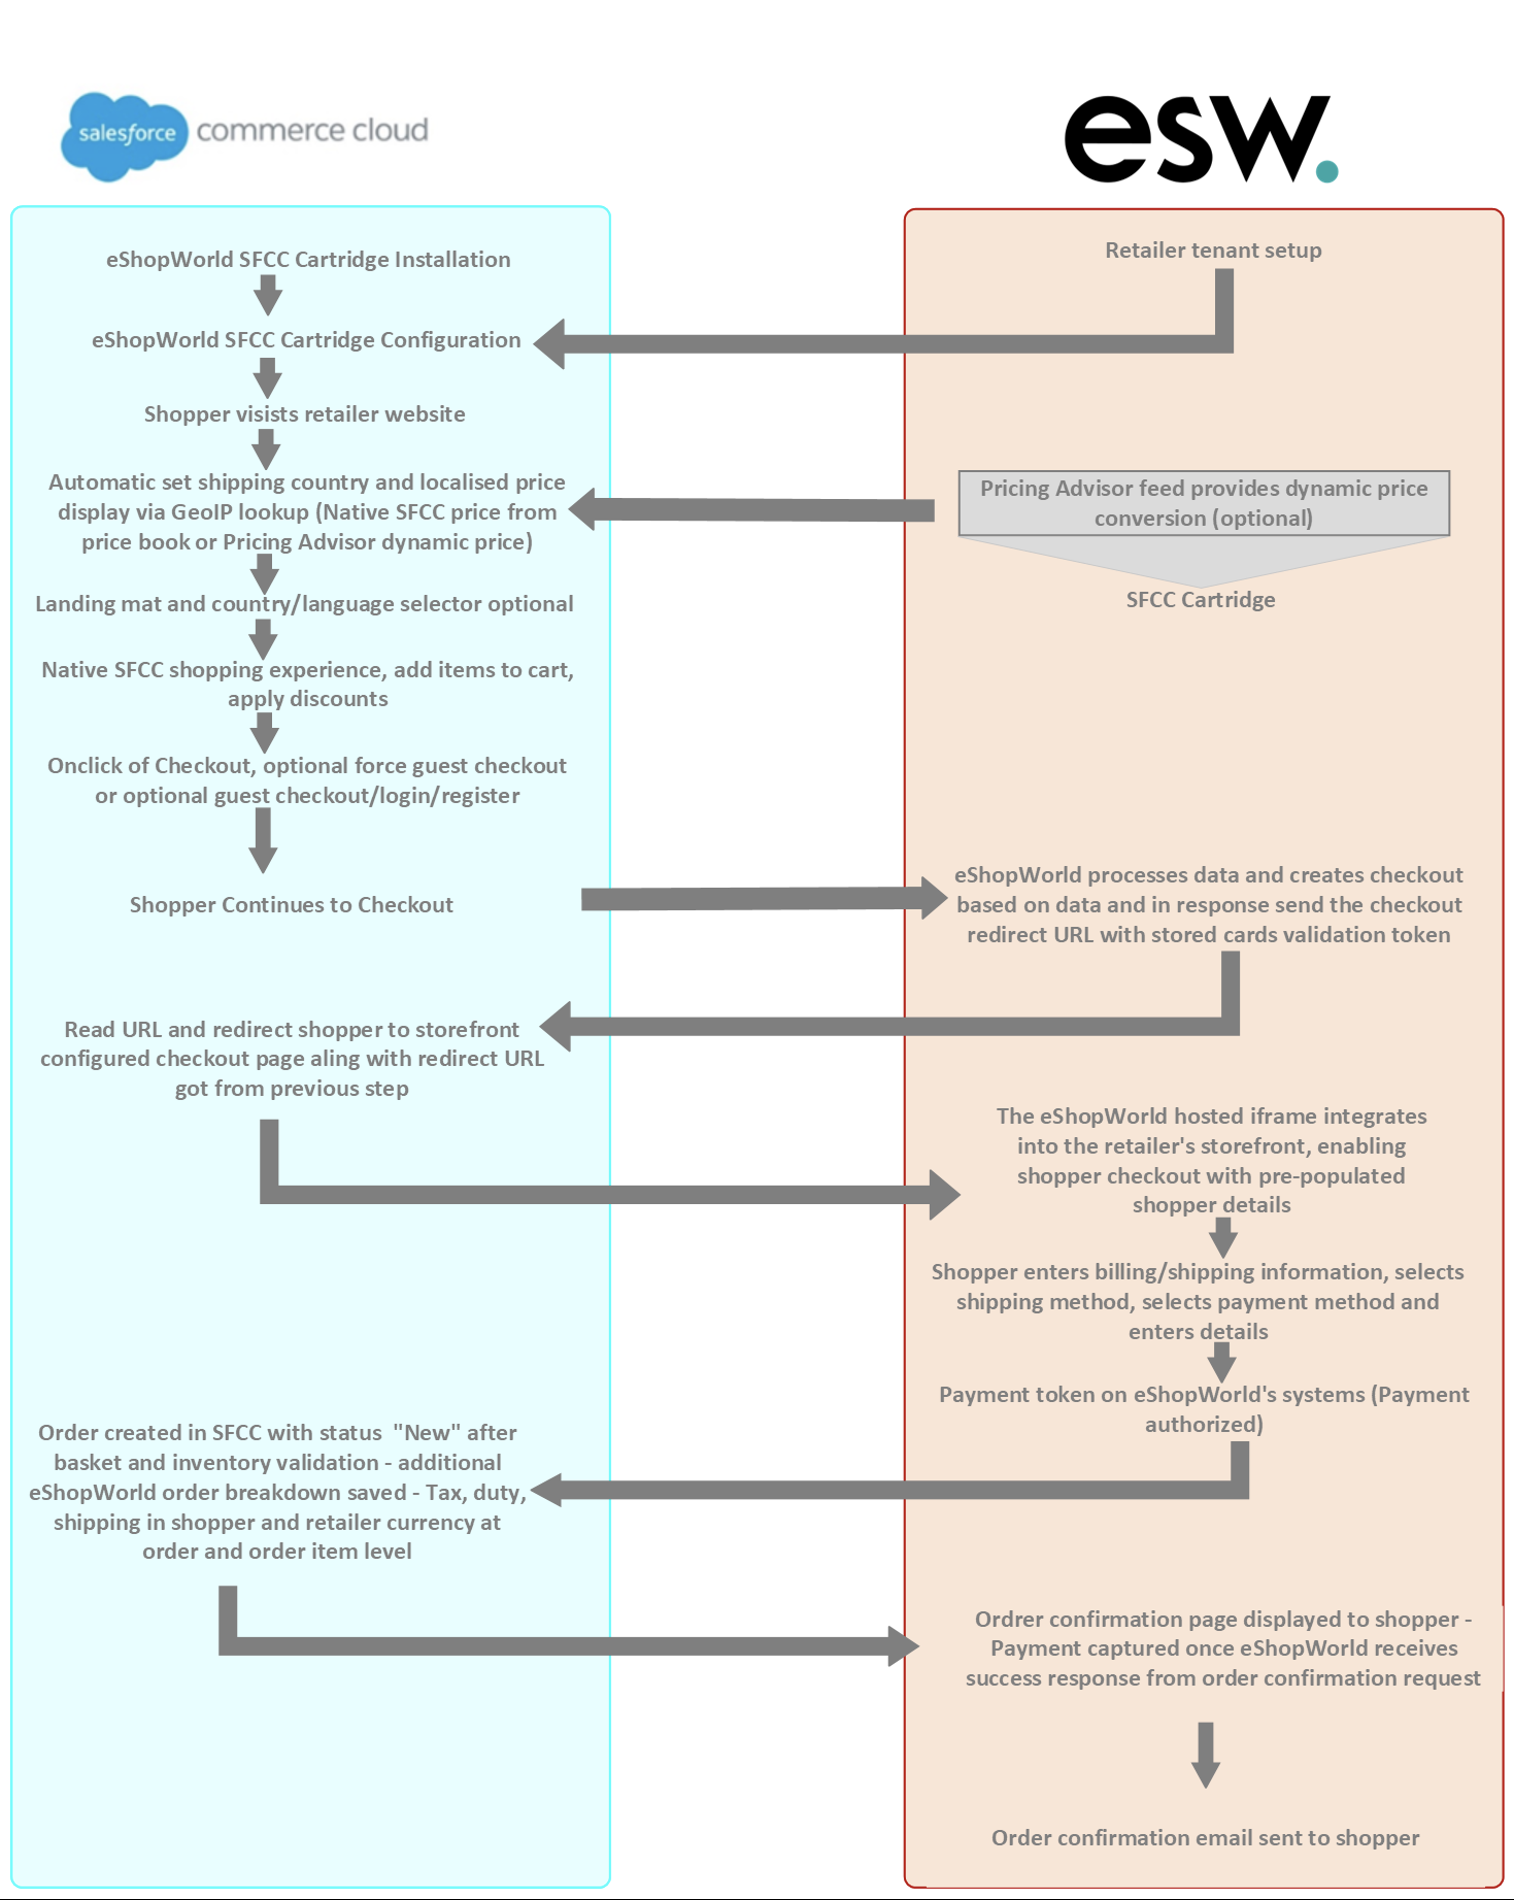 salesforce commerce cloud
esw.
eShopWorld SFCC Cartridge Installation
eShopWorld SFCC Cartridge Configuration
Shopper visists retailer website
Automatic set shipping country and localised price
display via GeoIP lookup (Native SFCC price from
price book or Pricing Advisor dynamic price)
Landing mat and country/language selector optional
Native SFCC shopping experience, add items to cart,
apply discounts
Onclick of Checkout, optional force guest checkout
or optional guest checkout/login/register
Shopper Continues to Checkout
Read URL and redirect shopper to storefront
configured checkout page aling with redirect URL
got from previous step
Order created in SFCC with status "New" after
basket and inventory validation - additional
eShopWorld order breakdown saved - Tax, duty,
shipping in shopper and retailer currency at
order and order item level
Retailer tenant setup
Pricing Advisor feed provides dynamic price
conversion (optional)
SFCC Cartridge
eShopWorld processes data and creates checkout
based on data and in response send the checkout
redirect URL with stored cards validation token
The eShopWorld hosted iframe integrates
into the retailer's storefront, enabling
shopper checkout with pre-populated
shopper details
Shopper enters billing/shipping information, selects
shipping method, selects payment method and
enters details
Payment token on eShopWorld's systems (Payment
authorized)
Ordrer confirmation page displayed to shopper -
Payment captured once eShopWorld receives
success response from order confirmation request
Order confirmation email sent to shopper